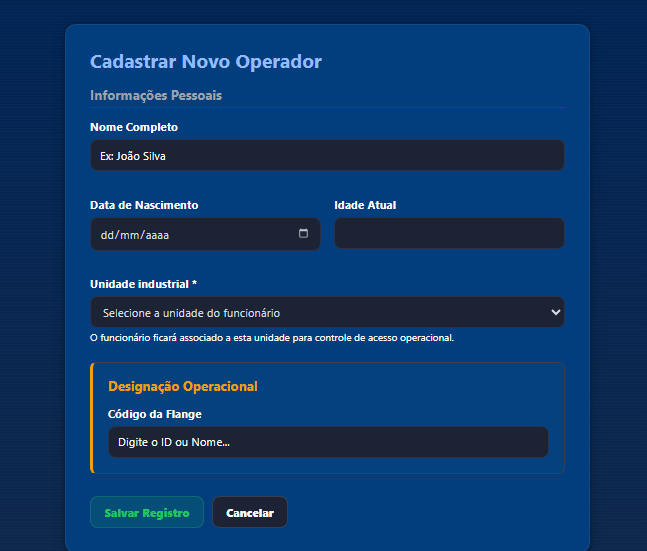 Cadastrar Novo Operador
Informações Pessoais
Nome Completo
Ex: João Silva
Data de Nascimento
Idade Atual
dd/mm/aaaa
Unidade industrial *
Selecione a unidade do funcionário
O funcionário ficará associado a esta unidade para controle de acesso operacional.
Designação Operacional
Código da Flange
Digite o ID ou Nome...
Salvar Registro
Cancelar